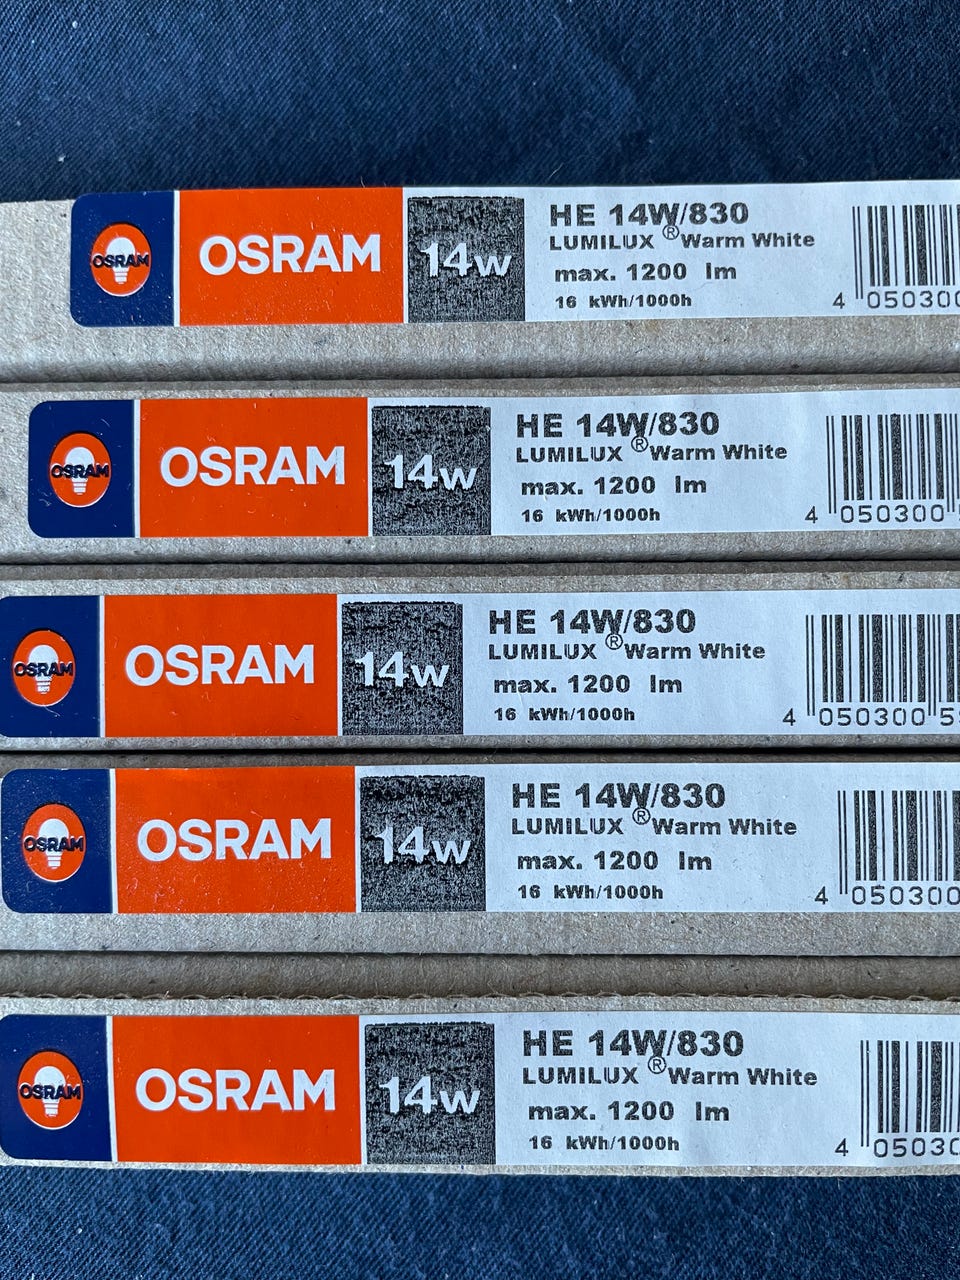 OSRAM OSRAM 14w HE 14W/830
LUMILUX ® Warm White
max. 1200 lm
16 kWh/1000h
4 050300
OSRAM OSRAM 14w HE 14W/830
LUMILUX ® Warm White
max. 1200 lm
16 kWh/1000h
4 050300
OSRAM OSRAM 14w HE 14W/830
LUMILUX ® Warm White
max. 1200 lm
16 kWh/1000h
4 050300 5
OSRAM OSRAM 14w HE 14W/830
LUMILUX ® Warm White
max. 1200 lm
16 kWh/1000h
4 050300
OSRAM OSRAM 14w HE 14W/830
LUMILUX ® Warm White
max. 1200 lm
16 kWh/1000h
4 05030